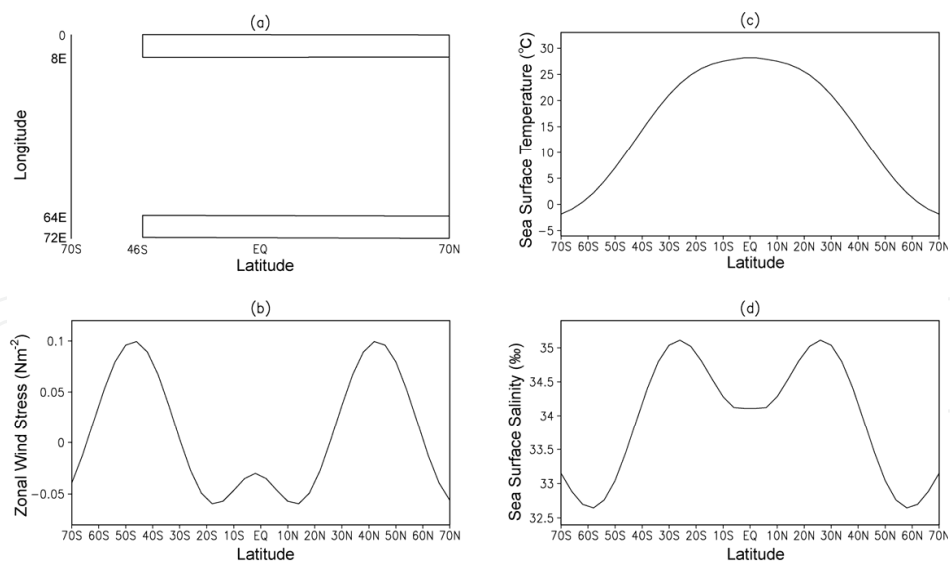 (a)
Longitude
0
8E
64E
72E
70S 46S EQ 70N
Latitude
(c)
Sea Surface Temperature (°C)
30
25
20
15
10
5
0
−5
70S 60S 50S 40S 30S 20S 10S EQ 10N 20N 30N 40N 50N 60N 70N
Latitude
(b)
Zonal Wind Stress (Nm⁻²)
0.1
0.05
0
−0.05
70S 60S 50S 40S 30S 20S 10S EQ 10N 20N 30N 40N 50N 60N 70N
Latitude
(d)
Sea Surface Salinity (‰)
35
34.5
34
33.5
33
32.5
70S 60S 50S 40S 30S 20S 10S EQ 10N 20N 30N 40N 50N 60N 70N
Latitude